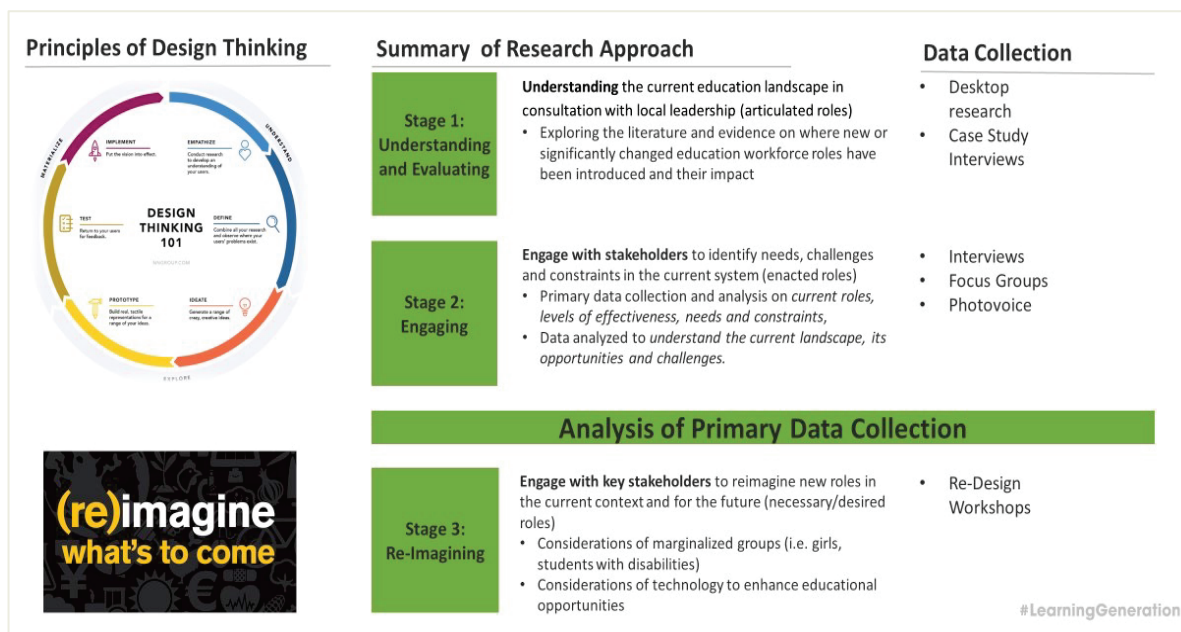 Principles of Design Thinking
MATERIALIZE
UNDERSTAND
EXPLORE
IMPLEMENT
Put the vision into effect.
EMPATHIZE
Conduct research
to develop an
understanding of
your users.
TEST
Return to your users
for feedback.
DESIGN
THINKING
101
NNGROUP.COM
DEFINE
Combine all your research
and observe where your
users' problems exist.
PROTOTYPE
Build real, tactile
representations for a
range of your ideas.
IDEATE
Generate a range of
crazy, creative ideas.
(re)imagine
what's to come
Summary of Research Approach
Data Collection
Stage 1:
Understanding
and Evaluating
Understanding the current education landscape in
consultation with local leadership (articulated roles)
• Exploring the literature and evidence on where new or
significantly changed education workforce roles have
been introduced and their impact
• Desktop
research
• Case Study
Interviews
Stage 2:
Engaging
Engage with stakeholders to identify needs, challenges
and constraints in the current system (enacted roles)
• Primary data collection and analysis on current roles,
levels of effectiveness, needs and constraints,
• Data analyzed to understand the current landscape, its
opportunities and challenges.
• Interviews
• Focus Groups
• Photovoice
Analysis of Primary Data Collection
Stage 3:
Re-Imagining
Engage with key stakeholders to reimagine new roles in
the current context and for the future (necessary/desired
roles)
• Considerations of marginalized groups (i.e. girls,
students with disabilities)
• Considerations of technology to enhance educational
opportunities
• Re-Design
Workshops
#LearningGeneration